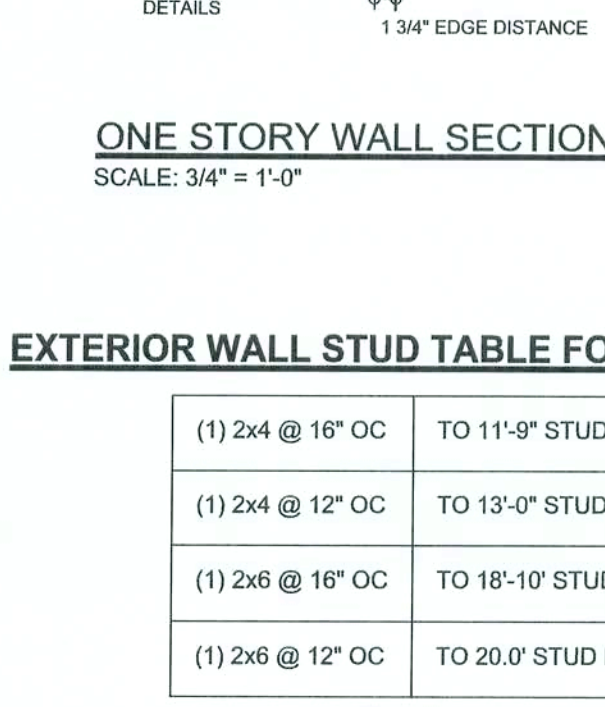 DETAILS
1 3/4" EDGE DISTANCE
ONE STORY WALL SECTION
SCALE: 3/4" = 1'-0"
EXTERIOR WALL STUD TABLE FO
(1) 2x4 @ 16" OC TO 11'-9" STUD
(1) 2x4 @ 12" OC TO 13'-0" STUD
(1) 2x6 @ 16" OC TO 18'-10' STUD
(1) 2x6 @ 12" OC TO 20.0' STUD